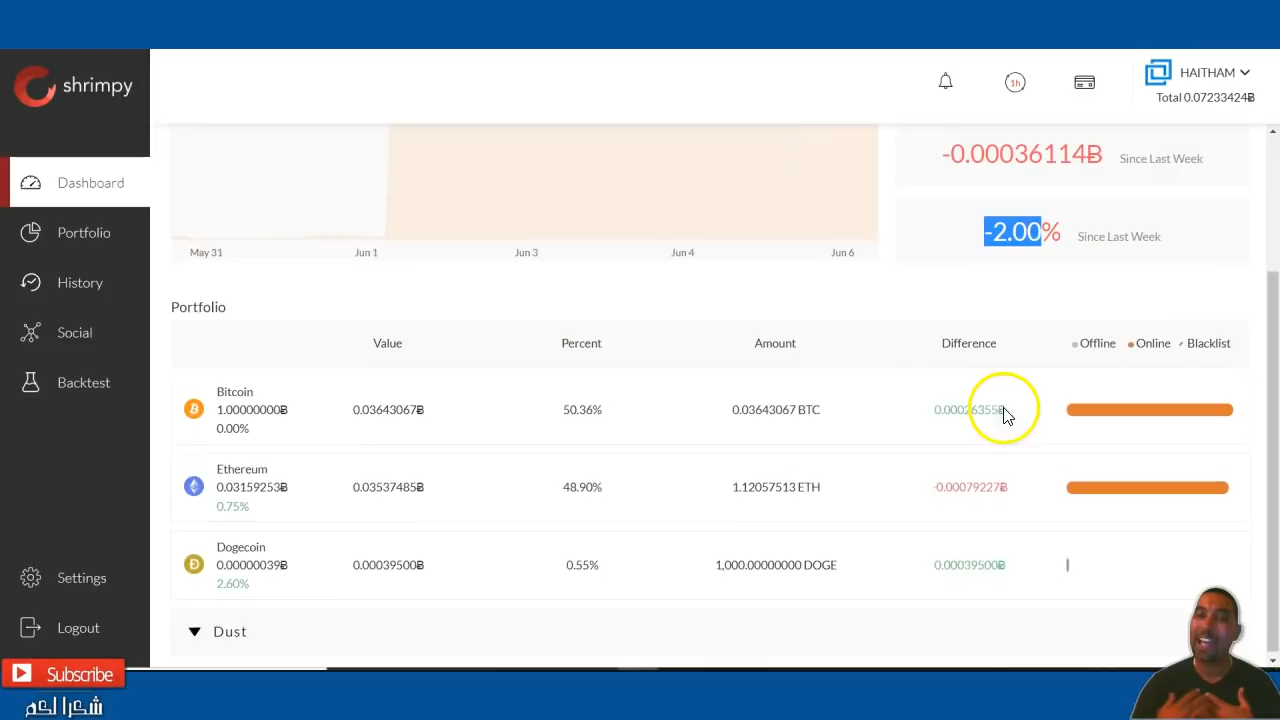 shrimpy
1h
HAITHAM
Total 0.07233424Ƀ
Dashboard
Portfolio
History
Social
Backtest
Settings
Logout
-0.00036114Ƀ Since Last Week
-2.00% Since Last Week
May 31 Jun 1 Jun 3 Jun 4 Jun 6
Portfolio
Value Percent Amount Difference Offline Online Blacklist
Bitcoin
1.00000000Ƀ 0.03643067Ƀ 50.36% 0.03643067 BTC 0.00026355Ƀ
0.00%
Ethereum
0.03159253Ƀ 0.03537485Ƀ 48.90% 1.12057513 ETH -0.00079227Ƀ
0.75%
Dogecoin
0.00000039Ƀ 0.00039500Ƀ 0.55% 1,000.00000000 DOGE 0.00039500Ƀ
2.60%
Dust
Subscribe
شكرا لكم